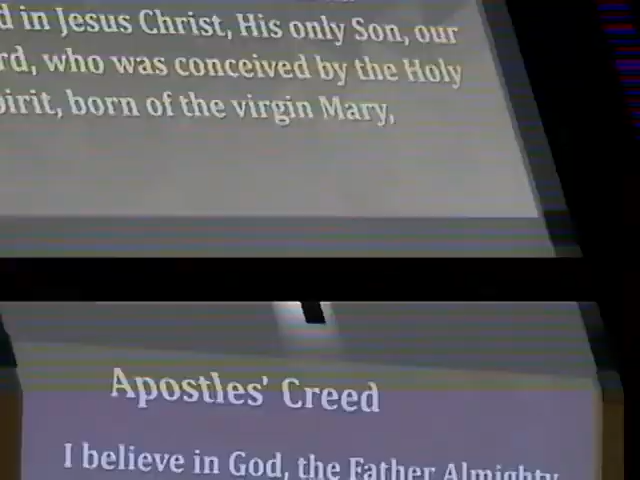 d in Jesus Christ, His only Son, our
rd, who was conceived by the Holy
pirit, born of the virgin Mary,
Apostles' Creed
I believe in God, the Father Almighty